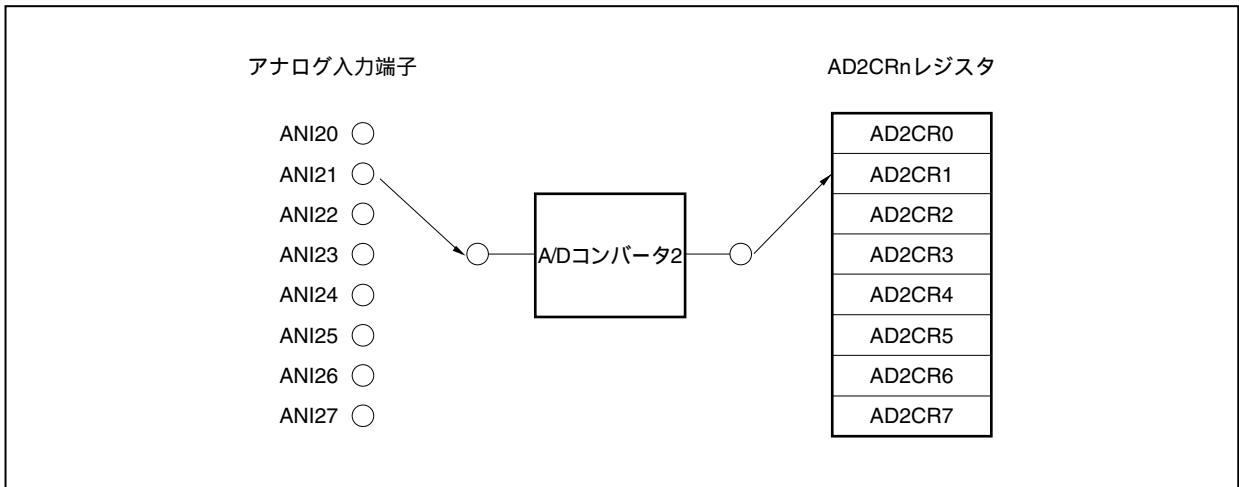 アナログ入力端子
ANI20
ANI21
ANI22
ANI23
ANI24
ANI25
ANI26
ANI27
A/Dコンバータ2
AD2CRnレジスタ
AD2CR0
AD2CR1
AD2CR2
AD2CR3
AD2CR4
AD2CR5
AD2CR6
AD2CR7